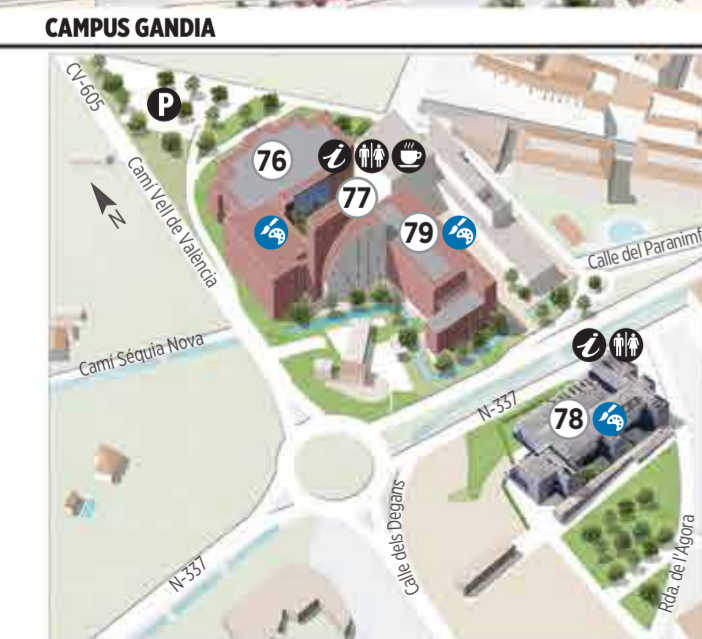 CAMPUS GANDIA
CV-605
P
76
i
77
79
N
Camí Vell de València
Calle del Paranimf
Camí Séquia Nova
i
N-337
78
Calle dels Degans
N-337
Rda. de l'Àgora